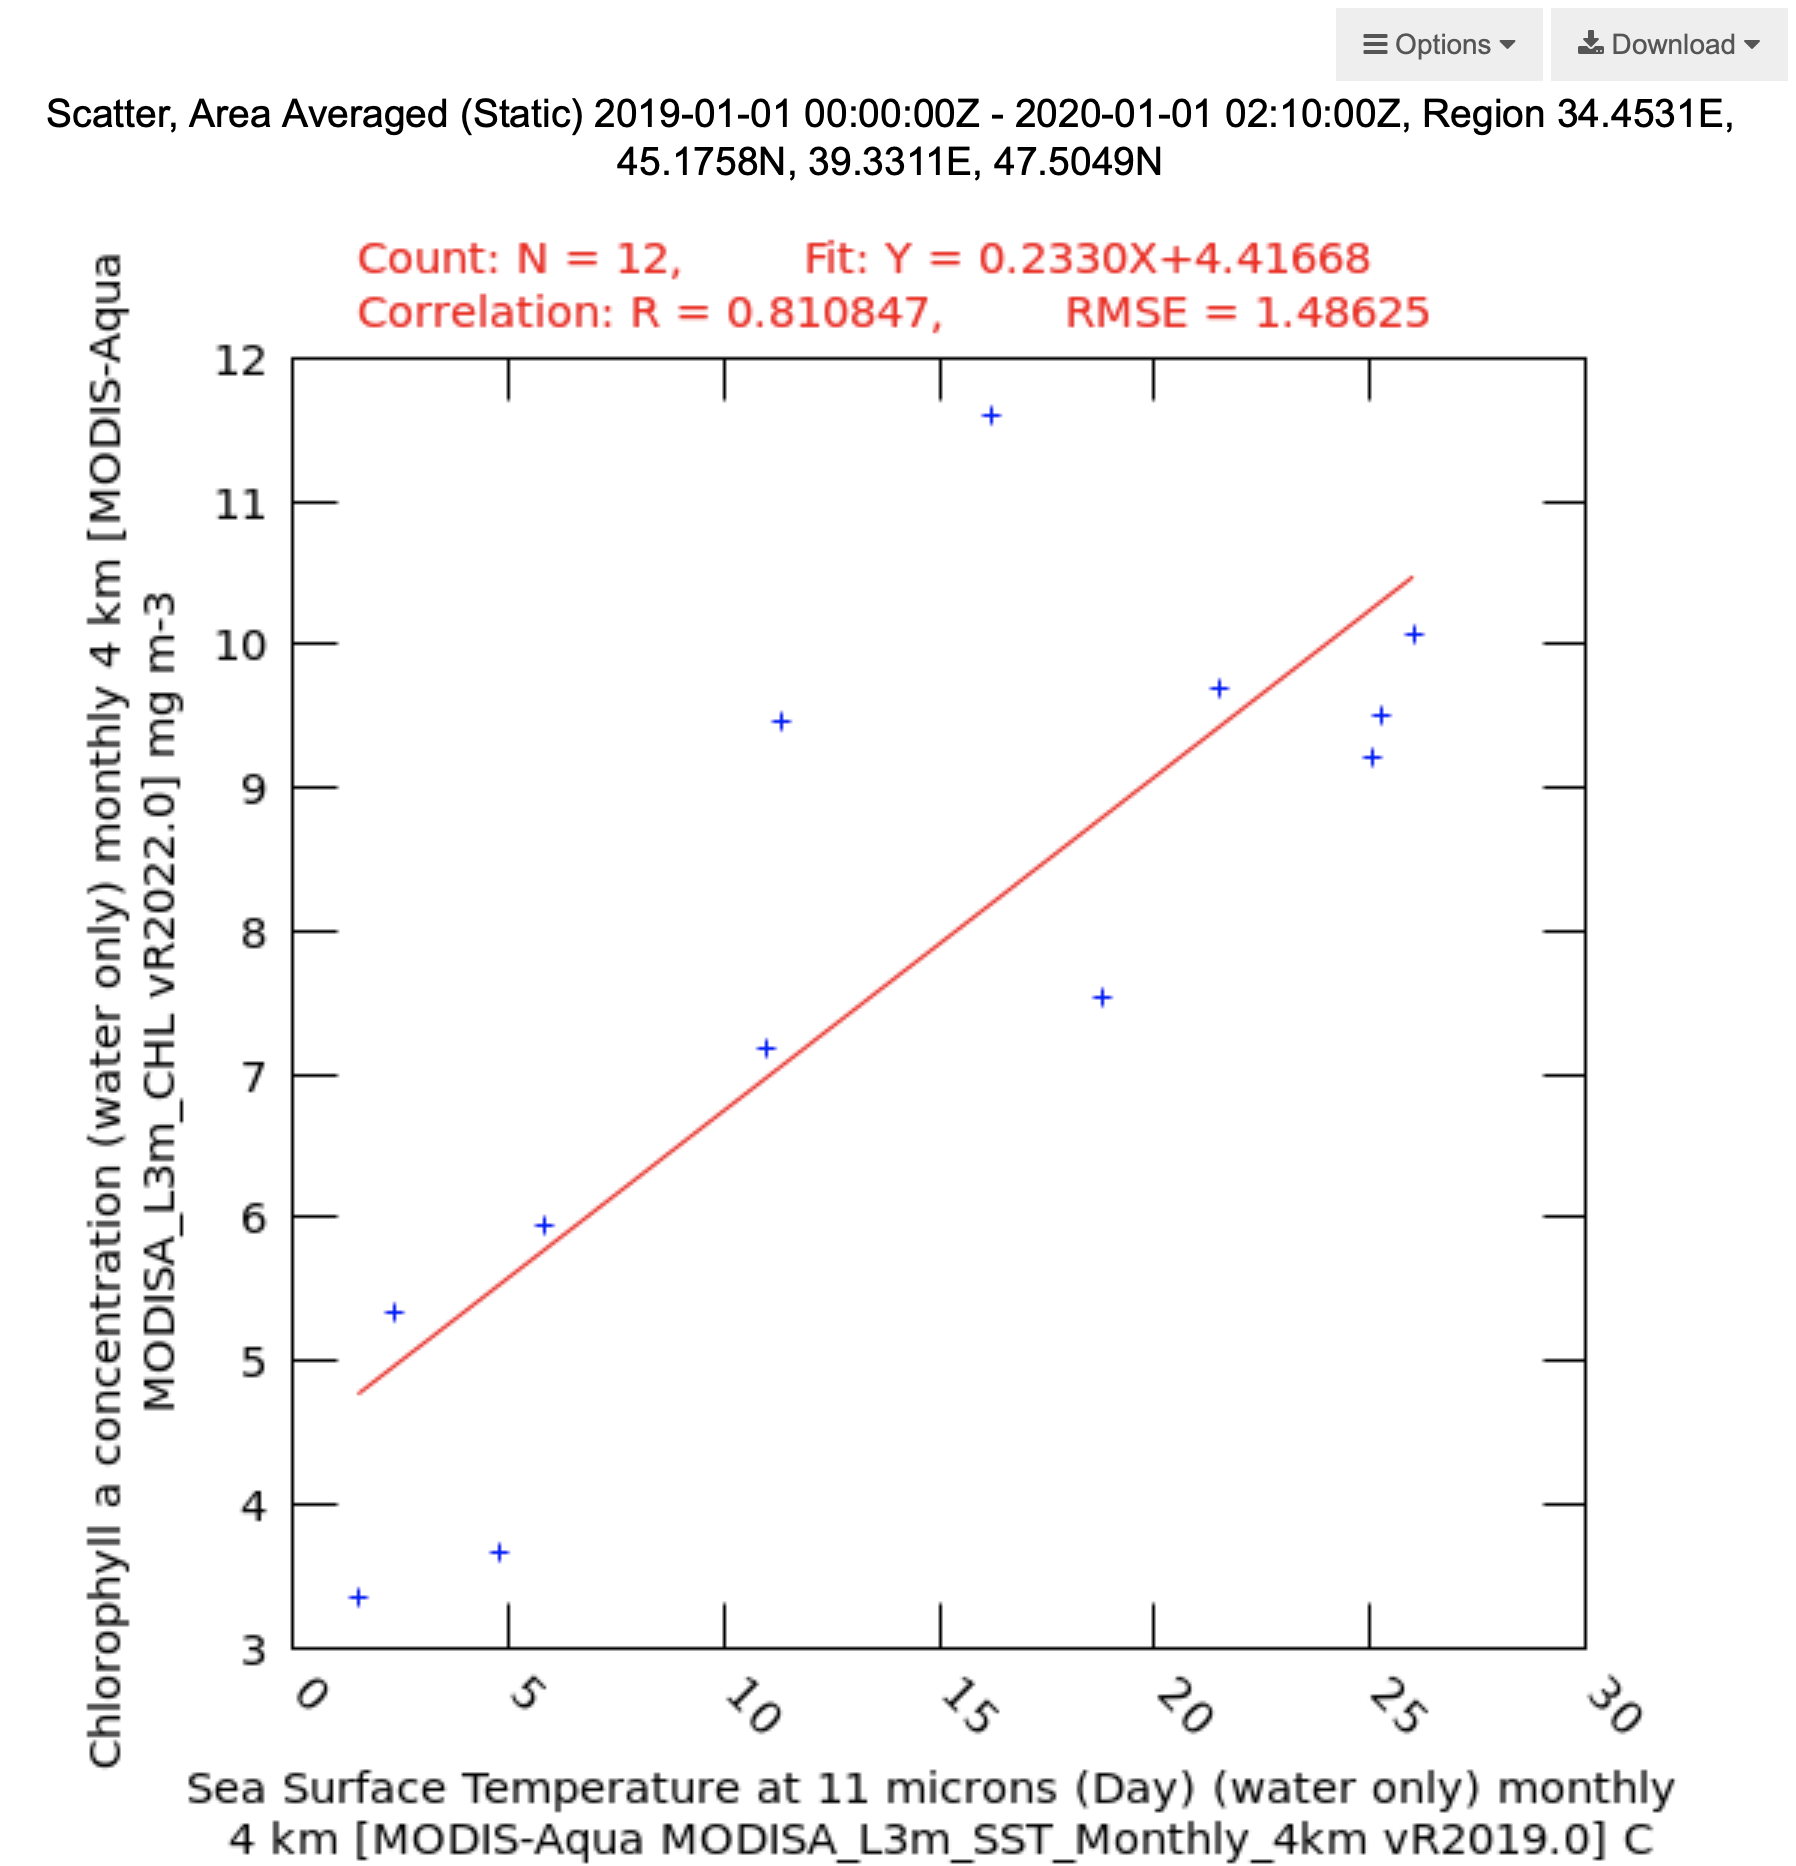 Options
Download
Scatter, Area Averaged (Static) 2019-01-01 00:00:00Z - 2020-01-01 02:10:00Z, Region 34.4531E,
45.1758N, 39.3311E, 47.5049N
Count: N = 12, Fit: Y = 0.2330X+4.41668
Correlation: R = 0.810847, RMSE = 1.48625
Chlorophyll a concentration (water only) monthly 4 km [MODIS-Aqua
MODISA_L3m_CHL vR2022.0] mg m-3
12
11
10
9
8
7
6
5
4
3
0
5
10
15
20
25
30
Sea Surface Temperature at 11 microns (Day) (water only) monthly
4 km [MODIS-Aqua MODISA_L3m_SST_Monthly_4km vR2019.0] C